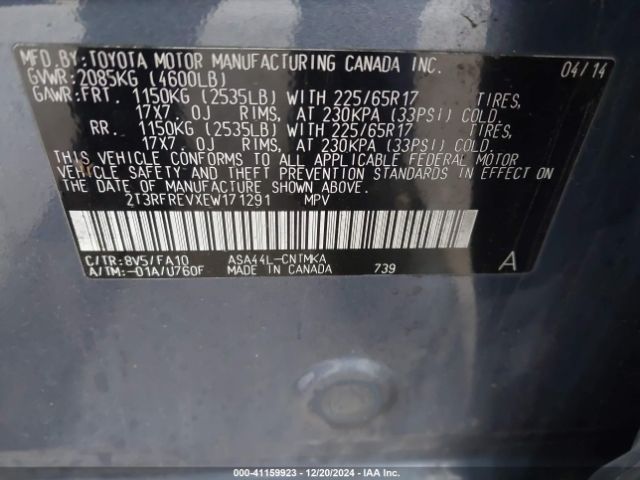 MFD.BY:TOYOTA MOTOR MANUFACTURING CANADA INC.
GVWR:2085KG (4600LB) 04/14
GAWR:FRT. 1150KG (2535LB) WITH 225/65R17 TIRES,
17X7.0J RIMS, AT 230KPA (33PSI) COLD.
RR. 1150KG (2535LB) WITH 225/65R17 TIRES,
17X7.0J RIMS, AT 230KPA (33PSI) COLD.
THIS VEHICLE CONFORMS TO ALL APPLICABLE FEDERAL MOTOR
VEHICLE SAFETY AND THEFT PREVENTION STANDARDS IN EFFECT ON
THE DATE OF MANUFACTURE SHOWN ABOVE.
2T3RFREVXEW171291 MPV
C/TR:8V5/FA10 ASA44L-CNTMKA A
A/TM:-01A/U760F MADE IN CANADA 739
000-41159923 - 12/20/2024 - IAAI.COM